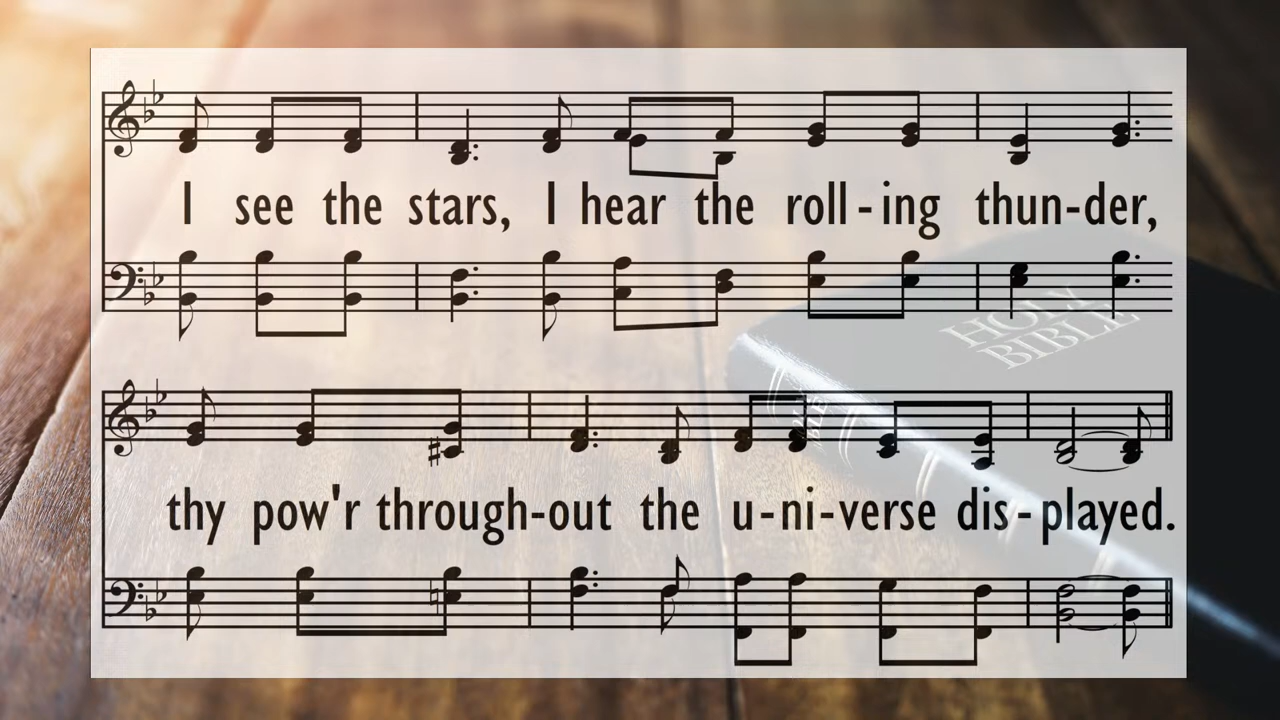 I see the stars, I hear the roll-ing thun-der,
HOLY
BIBLE
thy pow'r through-out the u-ni-verse dis-played.